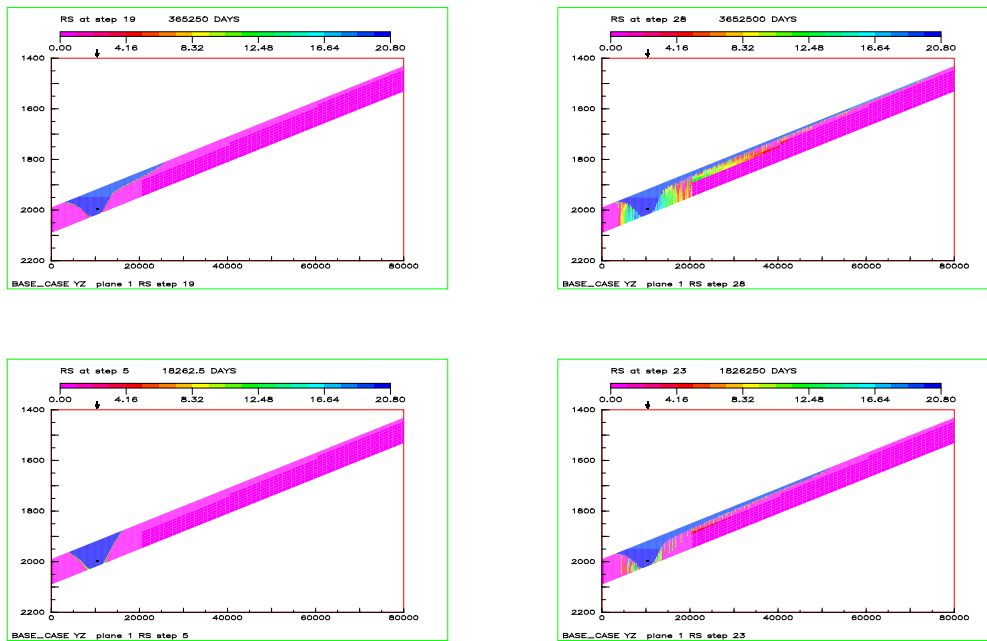 RS at step 19 365250 DAYS
0.00 4.16 8.32 12.48 16.64 20.80
1400
1600
1800
2000
2200
0 20000 40000 60000 80000
BASE_CASE YZ plane 1 RS step 19
RS at step 28 3652500 DAYS
0.00 4.16 8.32 12.48 16.64 20.80
1400
1600
1800
2000
2200
0 20000 40000 60000 80000
BASE_CASE YZ plane 1 RS step 28
RS at step 5 18262.5 DAYS
0.00 4.16 8.32 12.48 16.64 20.80
1400
1600
1800
2000
2200
0 20000 40000 60000 80000
BASE_CASE YZ plane 1 RS step 5
RS at step 23 1826250 DAYS
0.00 4.16 8.32 12.48 16.64 20.80
1400
1600
1800
2000
2200
0 20000 40000 60000 80000
BASE_CASE YZ plane 1 RS step 23